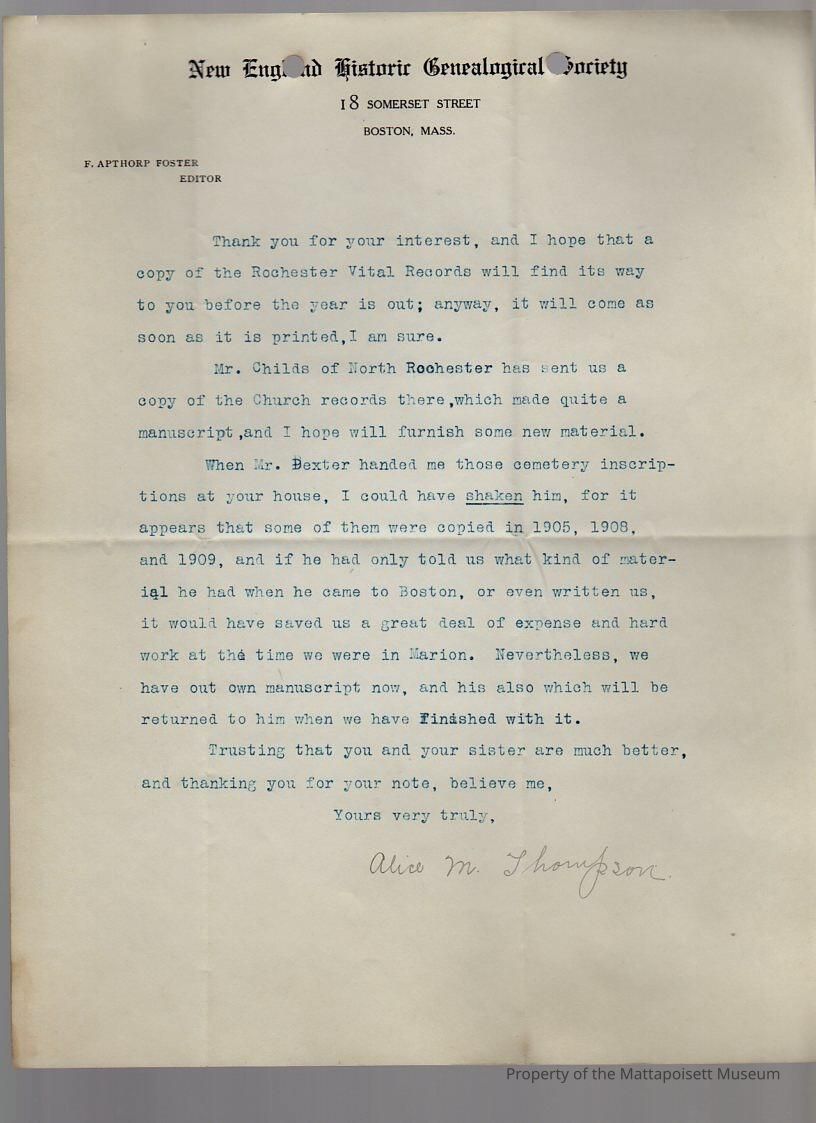 New England Historic Genealogical Society
18 SOMERSET STREET
BOSTON, MASS.
F. APTHORP FOSTER
EDITOR
Thank you for your interest, and I hope that a
copy of the Rochester Vital Records will find its way
to you before the year is out; anyway, it will come as
soon as it is printed,I am sure.
Mr. Childs of North Rochester has sent us a
copy of the Church records there,which made quite a
manuscript,and I hope will furnish some new material.
When Mr. Dexter handed me those cemetery inscrip-
tions at your house, I could have shaken him, for it
appears that some of them were copied in 1905, 1908,
and 1909, and if he had only told us what kind of mater-
ial he had when he came to Boston, or even written us,
it would have saved us a great deal of expense and hard
work at the time we were in Marion. Nevertheless, we
have out own manuscript now, and his also which will be
returned to him when we have finished with it.
Trusting that you and your sister are much better,
and thanking you for your note, believe me,
Yours very truly,
Alice M. Thompson.
Property of the Mattapoisett Museum